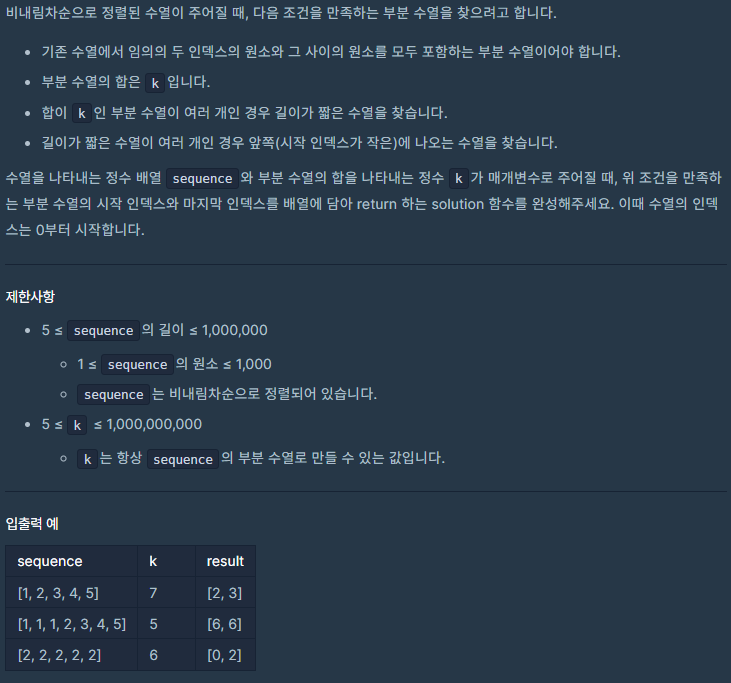 비내림차순으로 정렬된 수열이 주어질 때, 다음 조건을 만족하는 부분 수열을 찾으려고 합니다.
기존 수열에서 임의의 두 인덱스의 원소와 그 사이의 원소를 모두 포함하는 부분 수열이어야 합니다.
부분 수열의 합은 k 입니다.
합이 k 인 부분 수열이 여러 개인 경우 길이가 짧은 수열을 찾습니다.
길이가 짧은 수열이 여러 개인 경우 앞쪽(시작 인덱스가 작은)에 나오는 수열을 찾습니다.
수열을 나타내는 정수 배열 sequence 와 부분 수열의 합을 나타내는 정수 k 가 매개변수로 주어질 때, 위 조건을 만족하
는 부분 수열의 시작 인덱스와 마지막 인덱스를 배열에 담아 return 하는 solution 함수를 완성해주세요. 이때 수열의 인덱
스는 0부터 시작합니다.
제한사항
5 ≤ sequence 의 길이 ≤ 1,000,000
1 ≤ sequence 의 원소 ≤ 1,000
sequence 는 비내림차순으로 정렬되어 있습니다.
5 ≤ k ≤ 1,000,000,000
k 는 항상 sequence 의 부분 수열로 만들 수 있는 값입니다.
입출력 예
sequence k result
[1, 2, 3, 4, 5] 7 [2, 3]
[1, 1, 1, 2, 3, 4, 5] 5 [6, 6]
[2, 2, 2, 2, 2] 6 [0, 2]